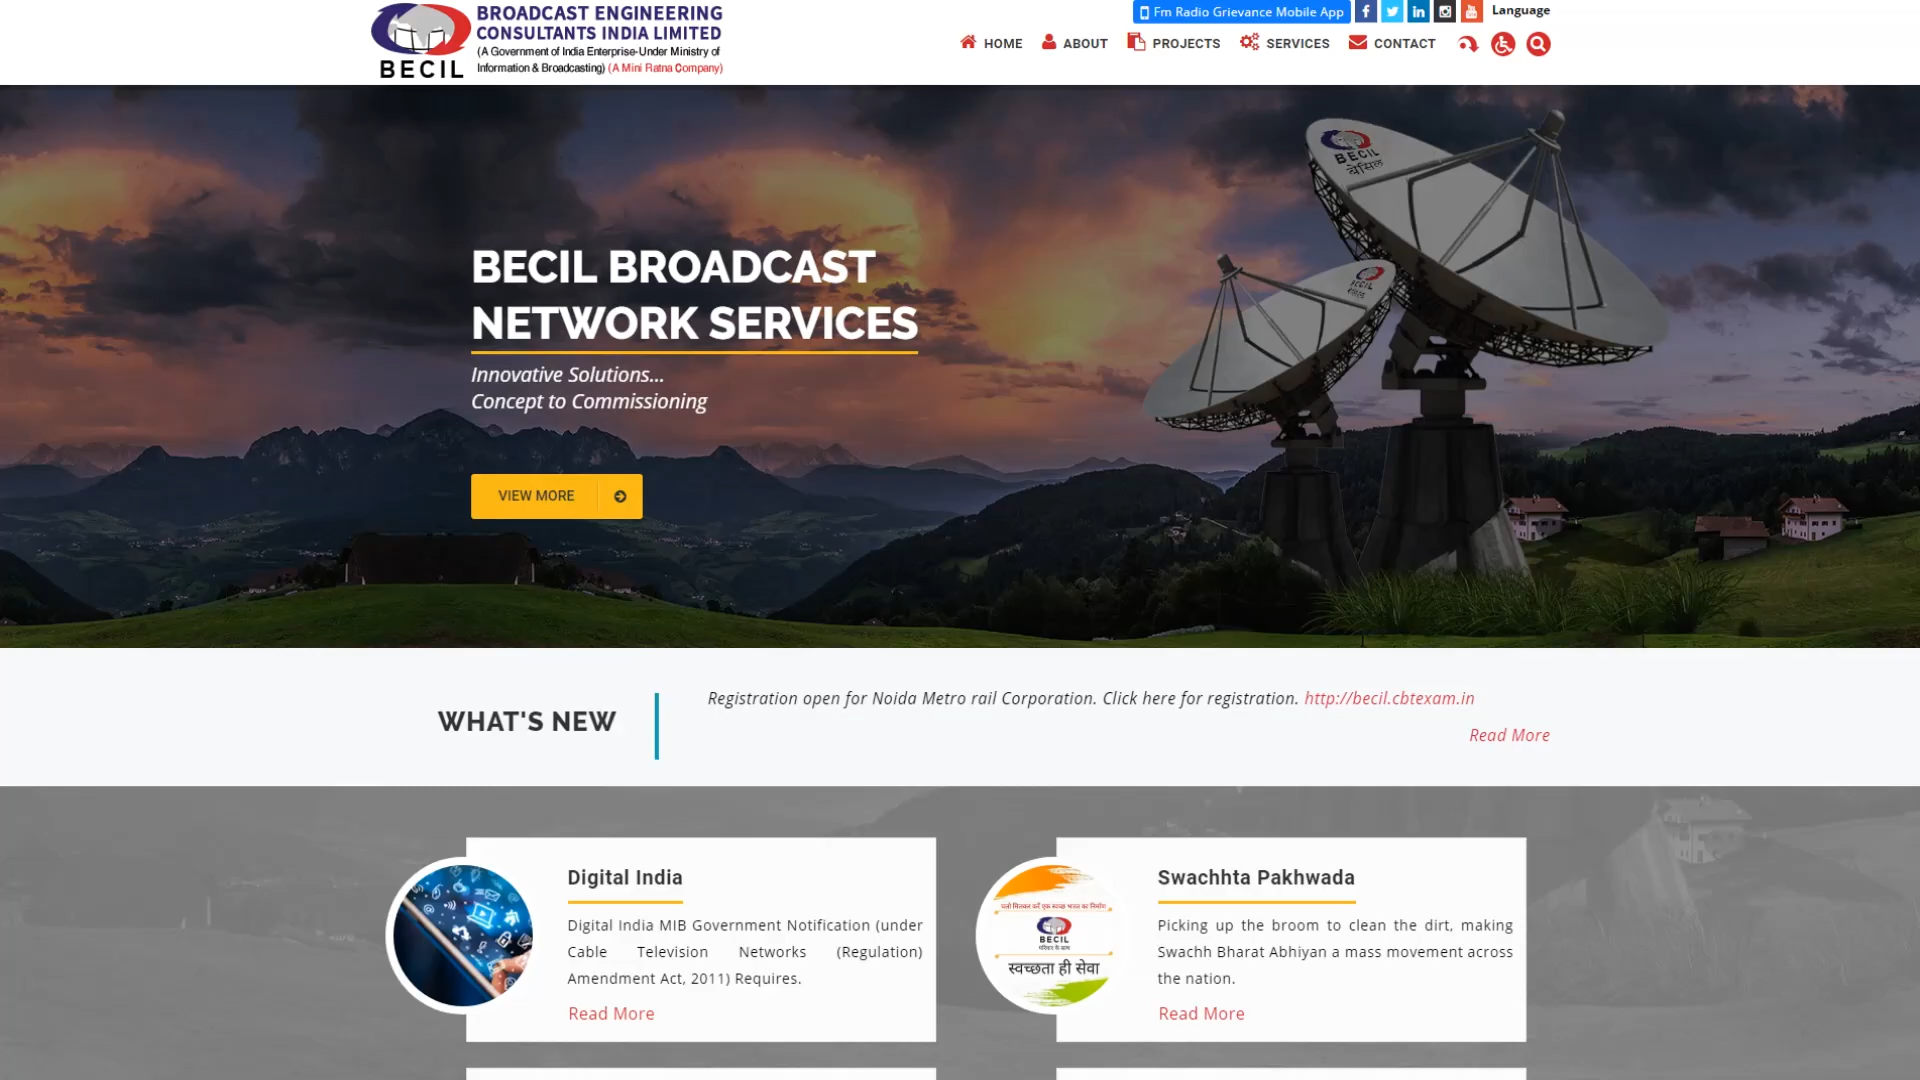 BROADCAST ENGINEERING
CONSULTANTS INDIA LIMITED
(A Government of India Enterprise-Under Ministry of
Information & Broadcasting) (A Mini Ratna Company)
BECIL
Fm Radio Grievance Mobile App
Language
HOME
ABOUT
PROJECTS
SERVICES
CONTACT
BECIL
बेसिल
BECIL
BECIL BROADCAST
NETWORK SERVICES
Innovative Solutions...
Concept to Commissioning
VIEW MORE
WHAT'S NEW
Registration open for Noida Metro rail Corporation. Click here for registration. http://becil.cbtexam.in
Read More
Digital India
Digital India MIB Government Notification (under
Cable Television Networks (Regulation)
Amendment Act, 2011) Requires.
Read More
चलो मिलकर करें एक स्वच्छ भारत का निर्माण
BECIL
स्वच्छता ही सेवा
Swachhta Pakhwada
Picking up the broom to clean the dirt, making
Swachh Bharat Abhiyan a mass movement across
the nation.
Read More